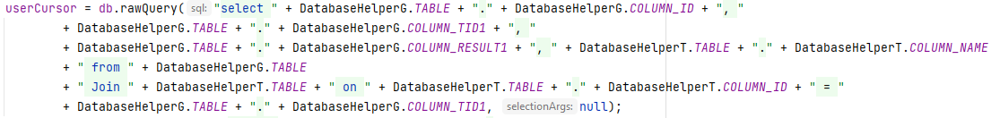 userCursor = db.rawQuery( sql: "select " + DatabaseHelperG.TABLE + "." + DatabaseHelperG.COLUMN_ID + ", "
+ DatabaseHelperG.TABLE + "." + DatabaseHelperG.COLUMN_TID1 + ", "
+ DatabaseHelperG.TABLE + "." + DatabaseHelperG.COLUMN_RESULT1 + ", " + DatabaseHelperT.TABLE + "." + DatabaseHelperT.COLUMN_NAME
+ " from " + DatabaseHelperG.TABLE
+ " Join " + DatabaseHelperT.TABLE + " on " + DatabaseHelperT.TABLE + "." + DatabaseHelperT.COLUMN_ID + " = "
+ DatabaseHelperG.TABLE + "." + DatabaseHelperG.COLUMN_TID1, selectionArgs: null);